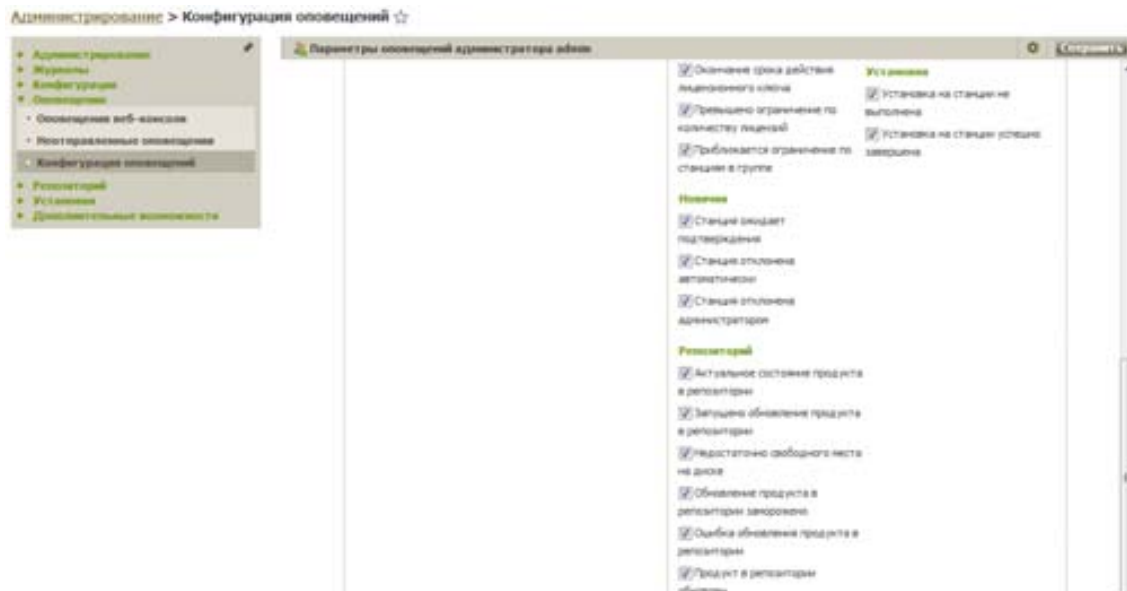 Администрирование > Конфигурация оповещений
Администрирование
Журналы
Конфигурация
Оповещения
Оповещения веб-консоли
Неотправленные оповещения
Конфигурация оповещений
Репозиторий
Установки
Дополнительные возможности
Параметры оповещений администратора admin
Сохранить
Окончание срока действия
лицензионного ключа
Превышено ограничение по
количеству лицензий
Приближается ограничение по
станциям в группе
Новички
Станция ожидает
подтверждения
Станция отклонена
автоматически
Станция отклонена
администратором
Репозиторий
Актуальное состояние продукта
в репозитории
Запущено обновление продукта
в репозитории
Недостаточно свободного места
на диске
Обновление продукта в
репозитории заморожено
Ошибка обновления продукта в
репозитории
Продукт в репозитории
Установки
Установка на станции не
выполнена
Установка на станции успешно
завершена